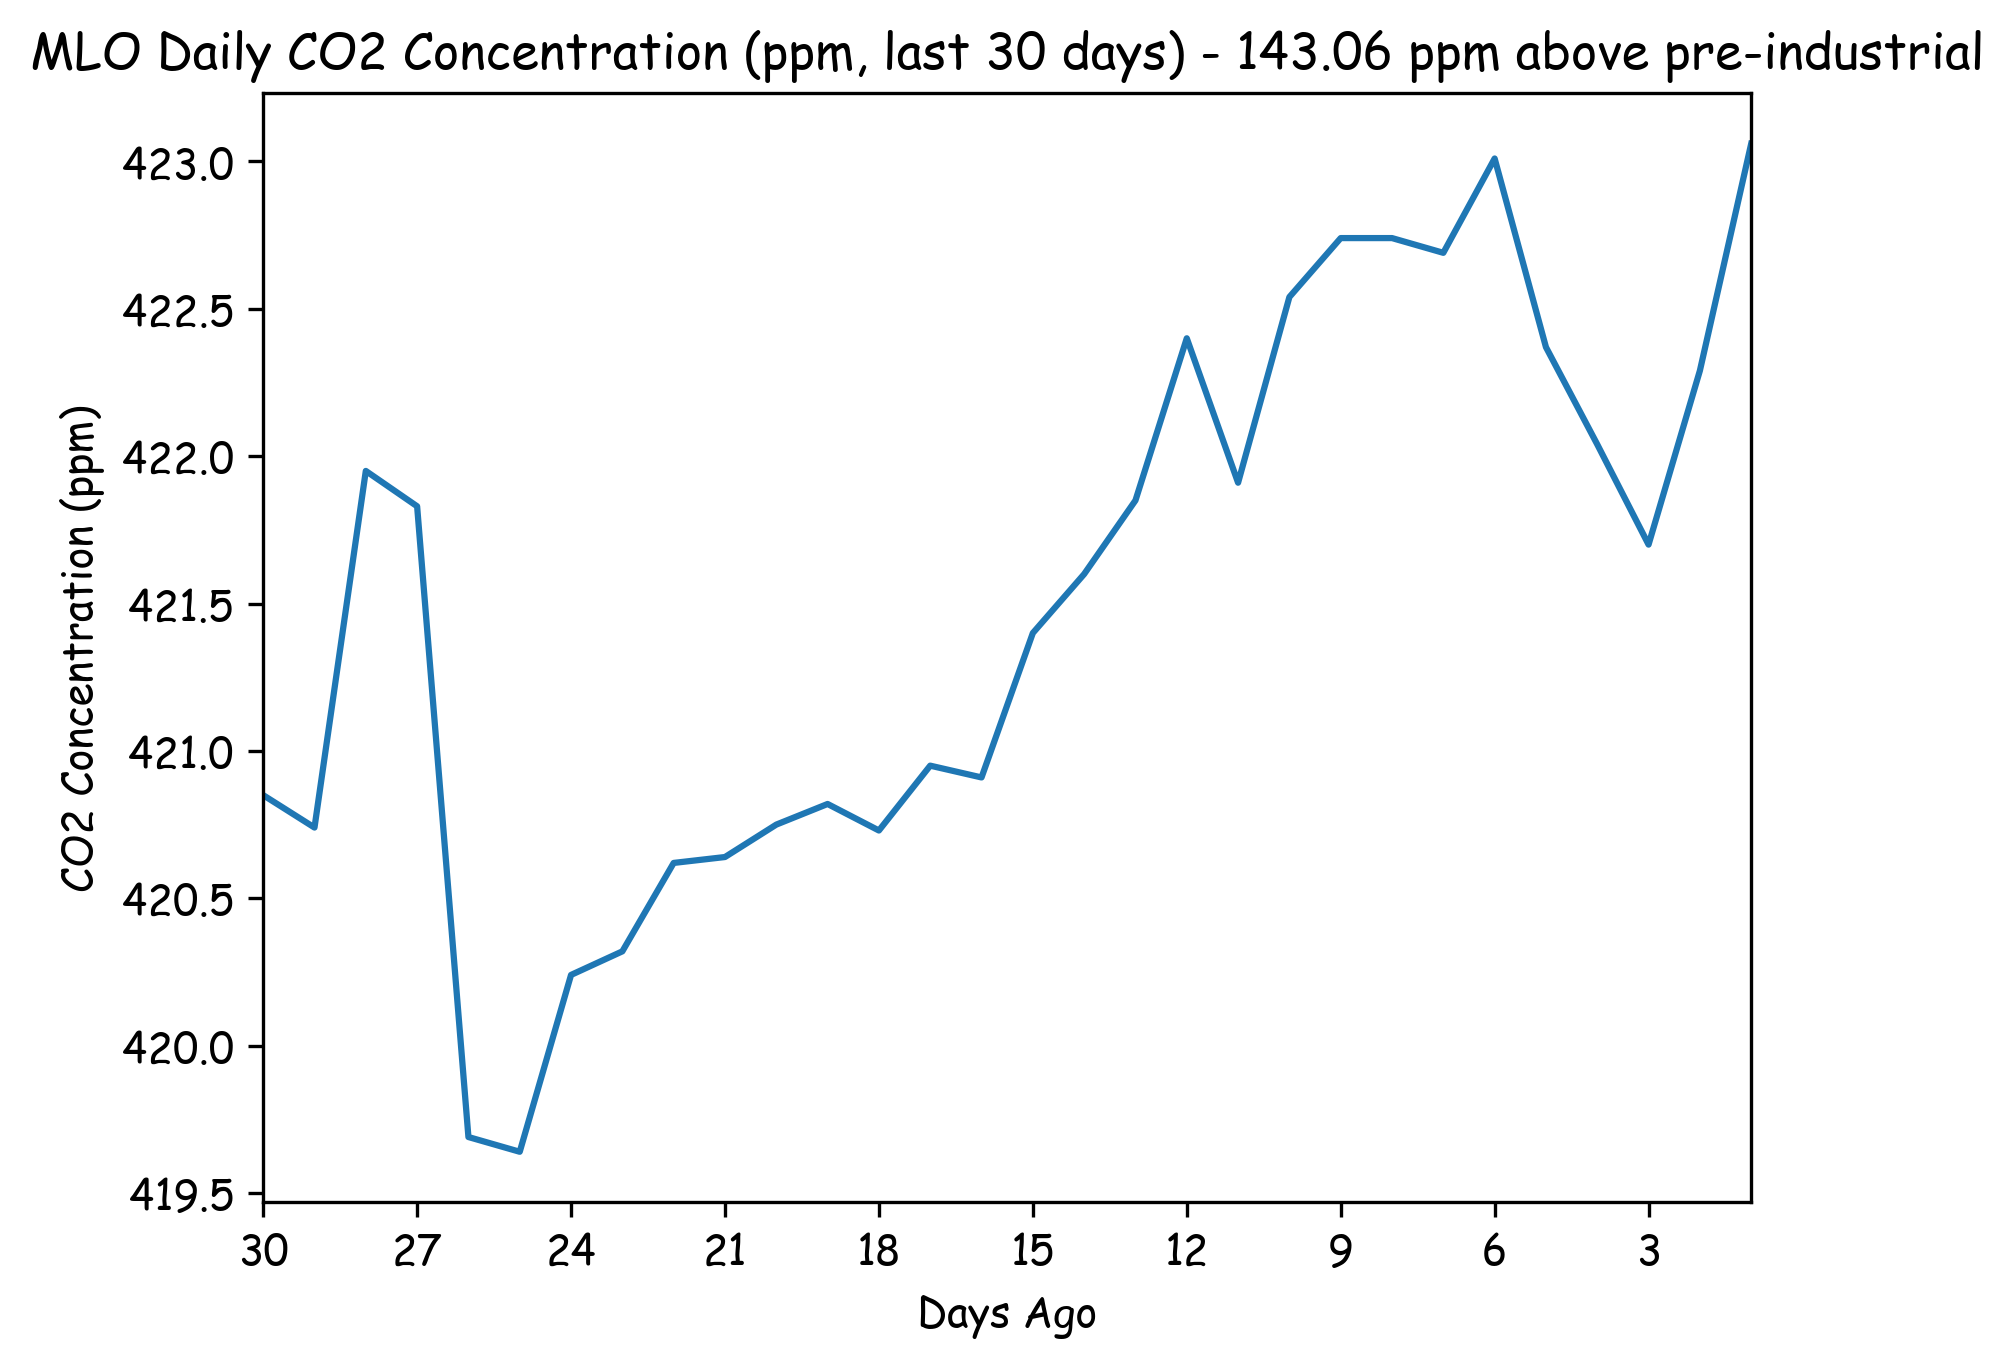 MLO Daily CO2 Concentration (ppm, last 30 days) - 143.06 ppm above pre-industrial
423.0
422.5
422.0
421.5
421.0
420.5
420.0
419.5
CO2 Concentration (ppm)
30 27 24 21 18 15 12 9 6 3
Days Ago